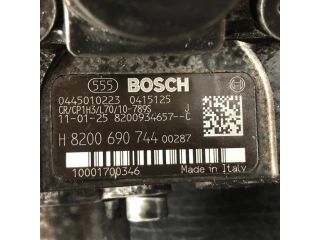 555 BOSCH
0445010223 0415125
CR/CP1H3/L70/10-789S J
11-01-25 8200934657--C
H 8200 690 744 00287
10001700346 Made in Italy